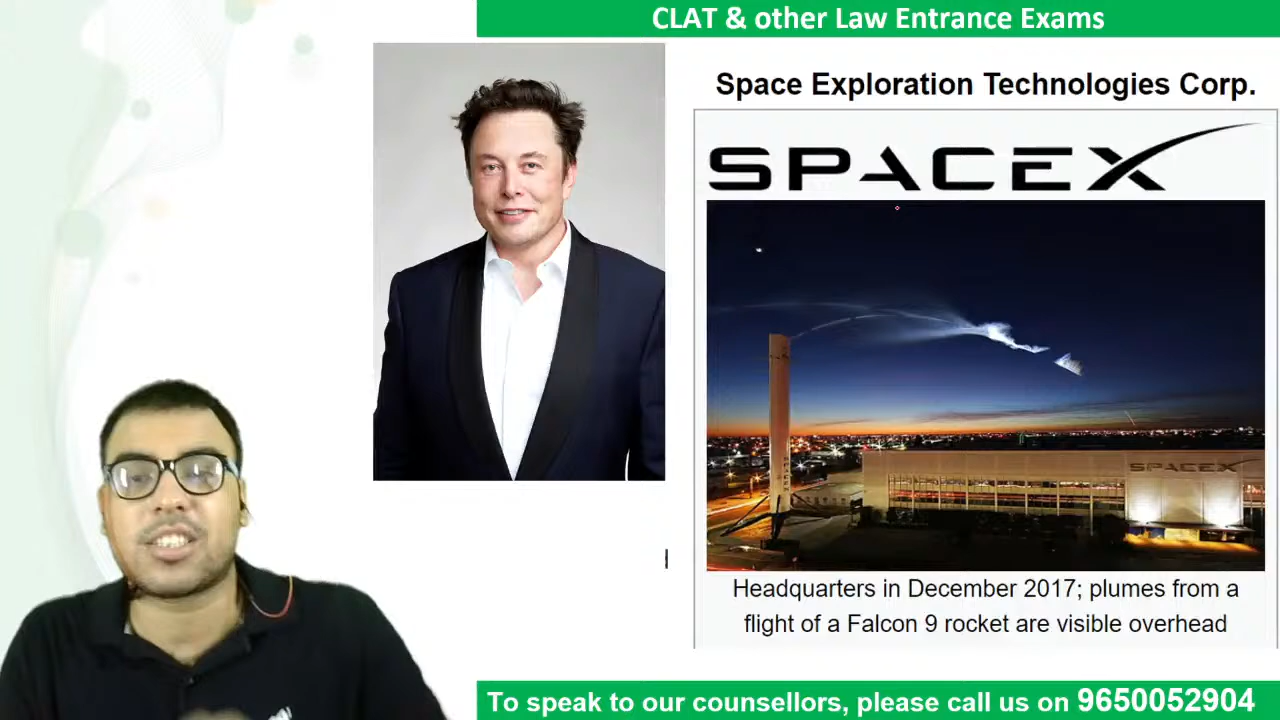 CLAT & other Law Entrance Exams
Space Exploration Technologies Corp.
SPACEX
SPACEX
Headquarters in December 2017; plumes from a
flight of a Falcon 9 rocket are visible overhead
To speak to our counsellors, please call us on 9650052904